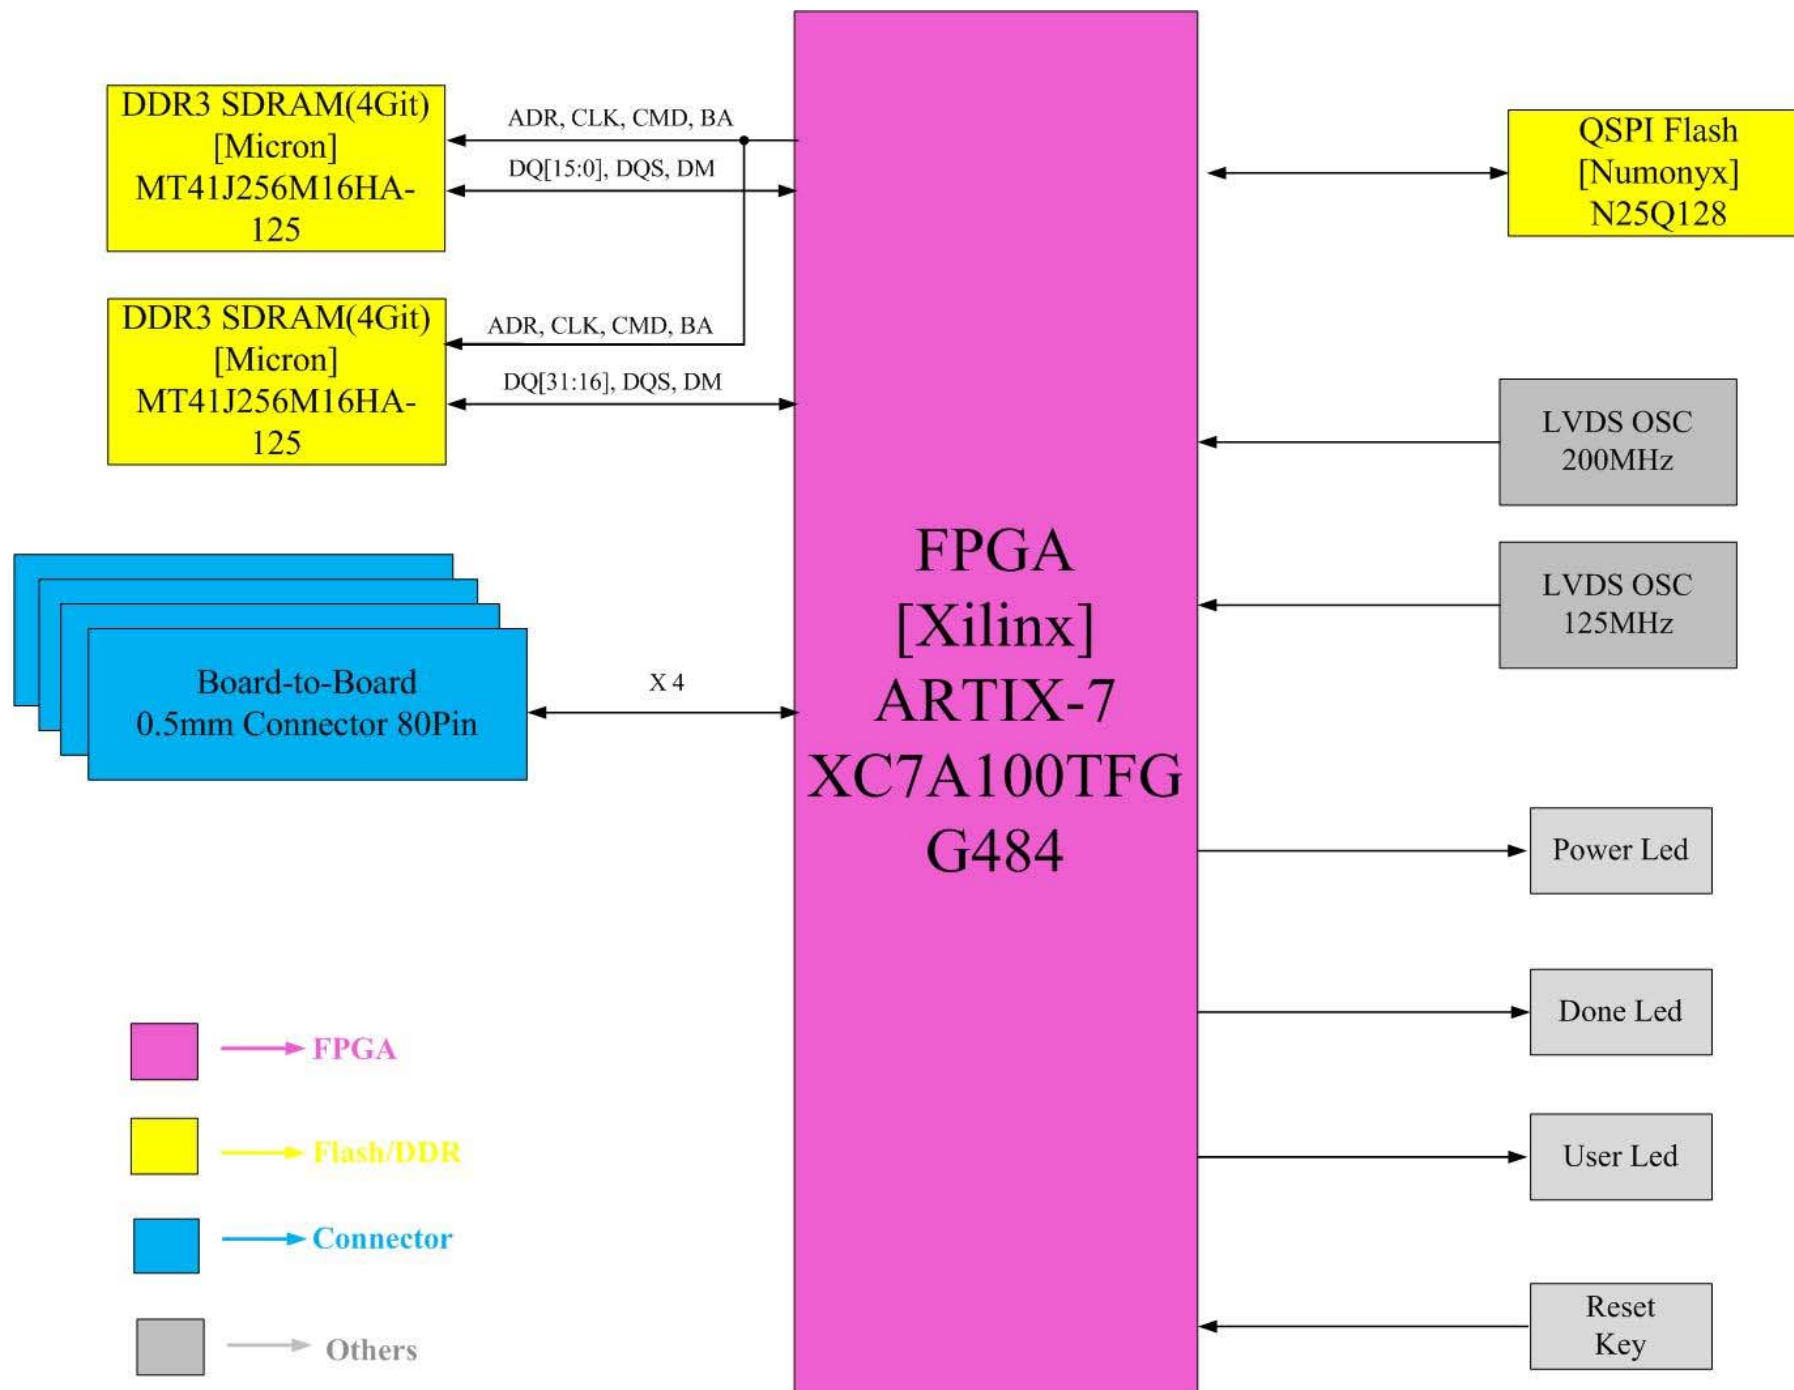 DDR3 SDRAM(4Git)
[Micron]
MT41J256M16HA-
125
ADR, CLK, CMD, BA
DQ[15:0], DQS, DM
DDR3 SDRAM(4Git)
[Micron]
MT41J256M16HA-
125
ADR, CLK, CMD, BA
DQ[31:16], DQS, DM
Board-to-Board
0.5mm Connector 80Pin
X 4
FPGA
[Xilinx]
ARTIX-7
XC7A100TFG
G484
QSPI Flash
[Numonyx]
N25Q128
LVDS OSC
200MHz
LVDS OSC
125MHz
Power Led
Done Led
User Led
Reset
Key
FPGA
Flash/DDR
Connector
Others